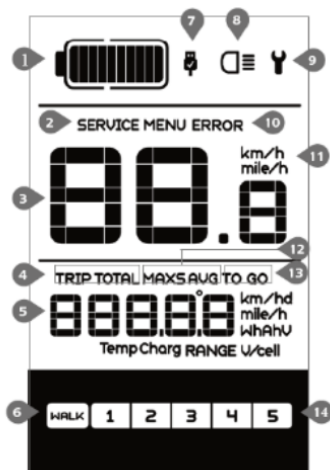 7 8
1 9
2 SERVICE MENU ERROR 10
km/h 11
mile/h
3 88.8
12
4 TRIP TOTAL MAXS AVG TO GO 13
5 888.8.8° km/hd
mile/h
WhAhV
Temp Charg RANGE V/cell
6 WALK 1 2 3 4 5 14